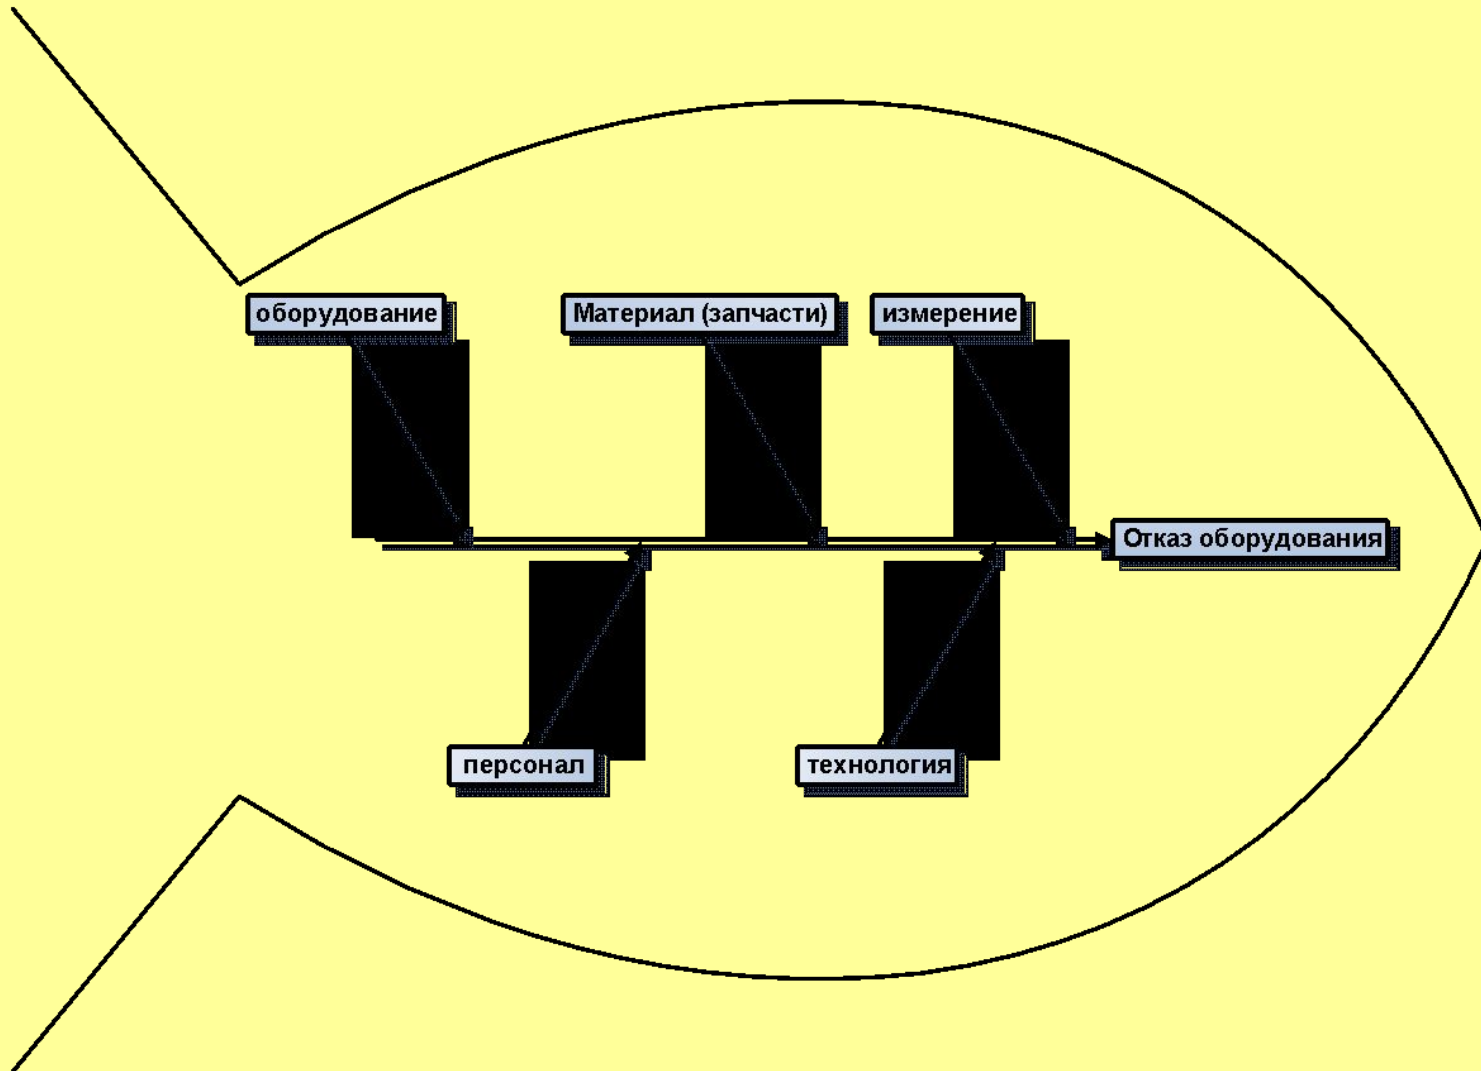 оборудование
Материал (запчасти)
измерение
Отказ оборудования
персонал
технология